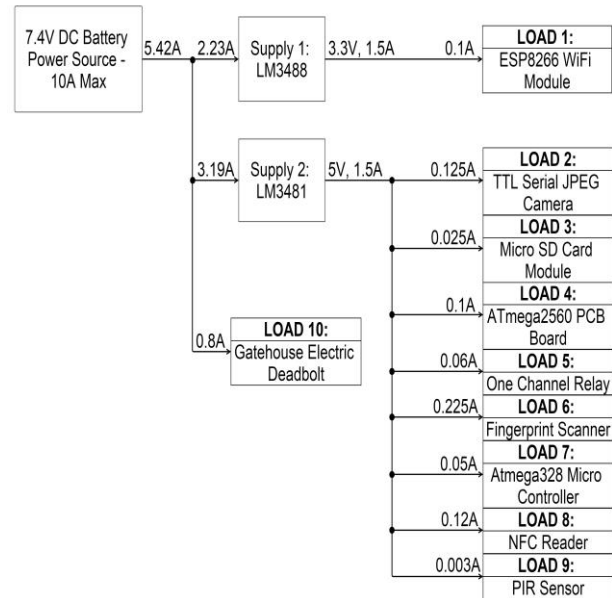 7.4V DC Battery
Power Source -
10A Max
5.42A
2.23A
Supply 1:
LM3488
3.3V, 1.5A
0.1A
LOAD 1:
ESP8266 WiFi
Module
3.19A
Supply 2:
LM3481
5V, 1.5A
0.125A
LOAD 2:
TTL Serial JPEG
Camera
0.025A
LOAD 3:
Micro SD Card
Module
0.1A
LOAD 4:
ATmega2560 PCB
Board
0.8A
LOAD 10:
Gatehouse Electric
Deadbolt
0.06A
LOAD 5:
One Channel Relay
0.225A
LOAD 6:
Fingerprint Scanner
0.05A
LOAD 7:
Atmega328 Micro
Controller
0.12A
LOAD 8:
NFC Reader
0.003A
LOAD 9:
PIR Sensor